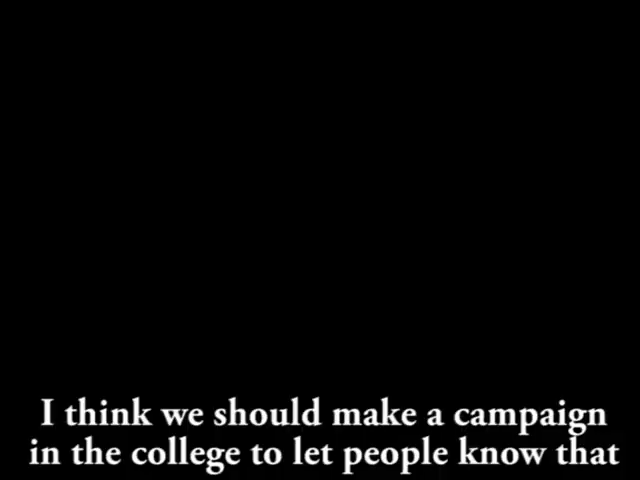 I think we should make a campaign
in the college to let people know that